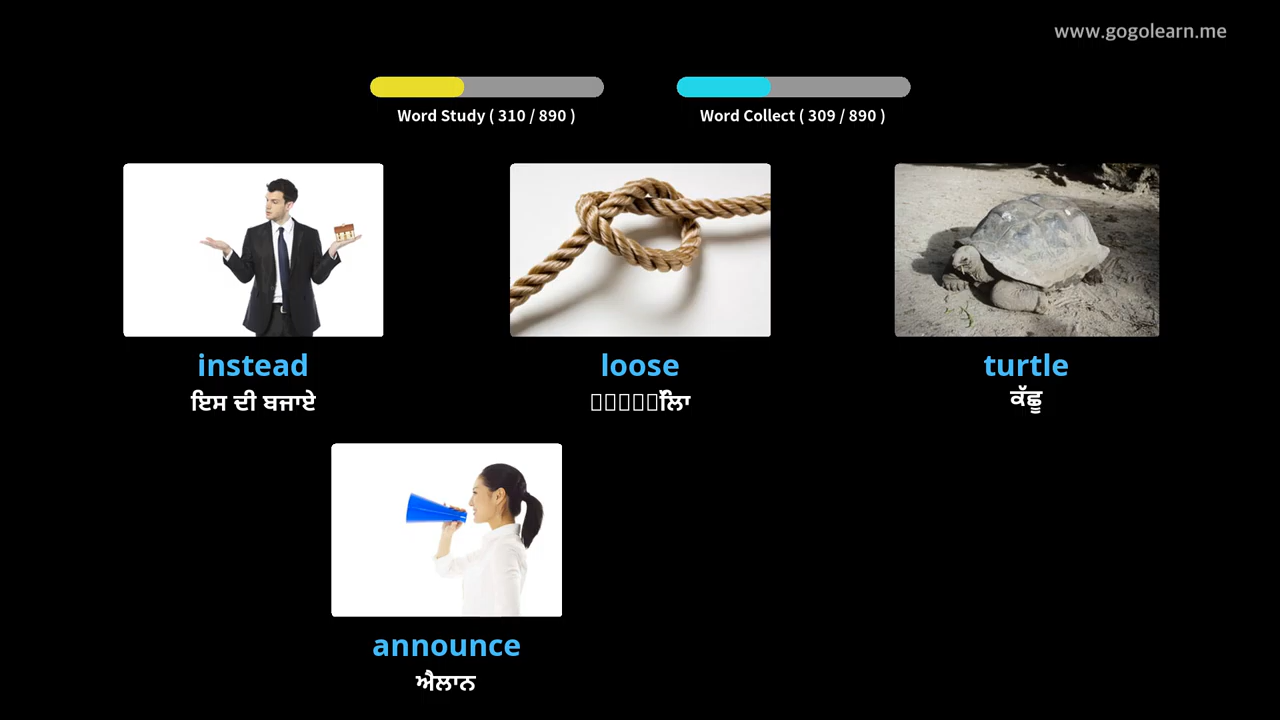 www.gogolearn.me
Word Study ( 310 / 890 )
Word Collect ( 309 / 890 )
instead
loose
turtle
ਇਸ ਦੀ ਬਜਾਏ
ਕੱਛੂ
announce
ਐਲਾਨ